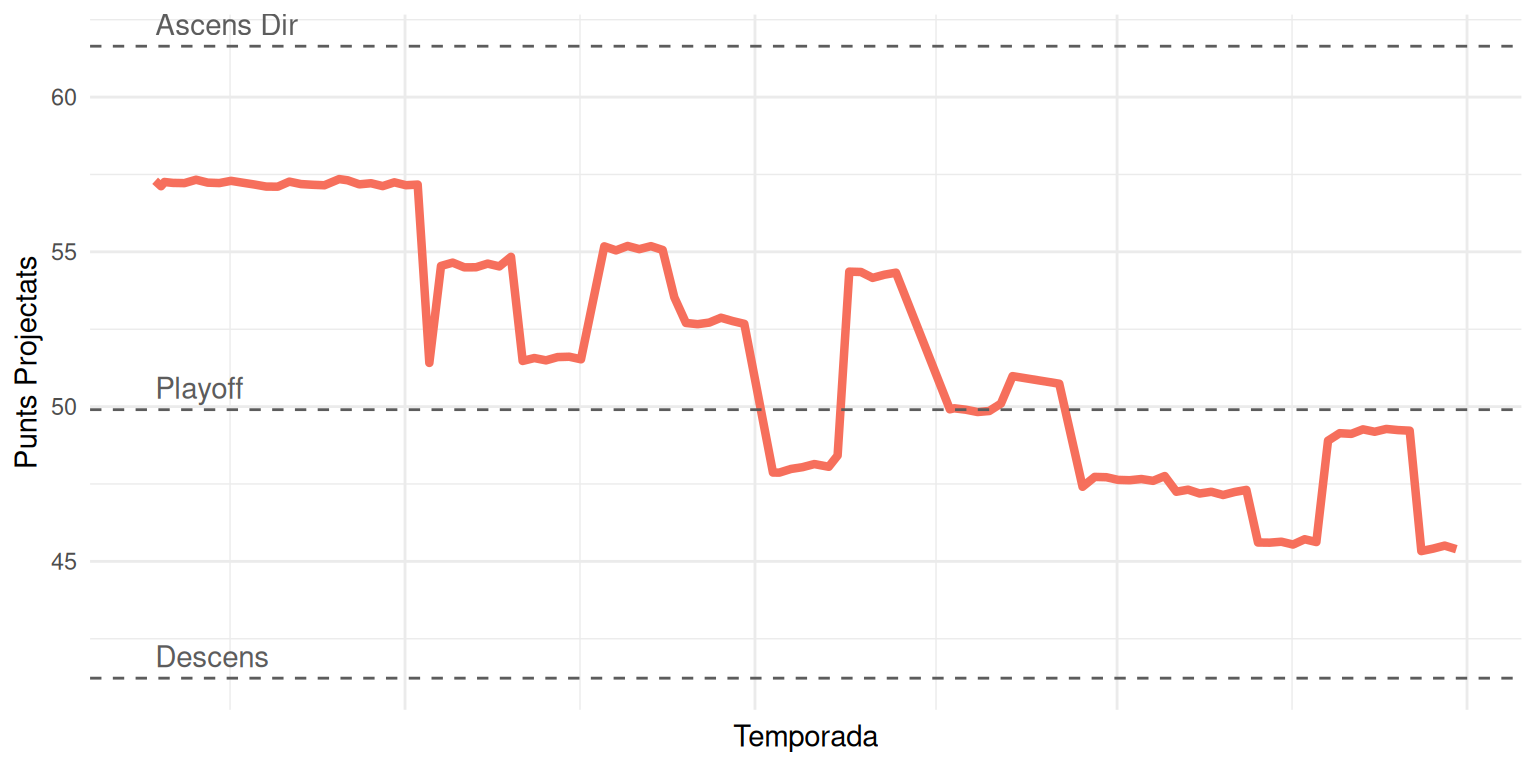 Ascens Dir
60
55
Playoff
50
45
Descens
Punts Projectats
Temporada